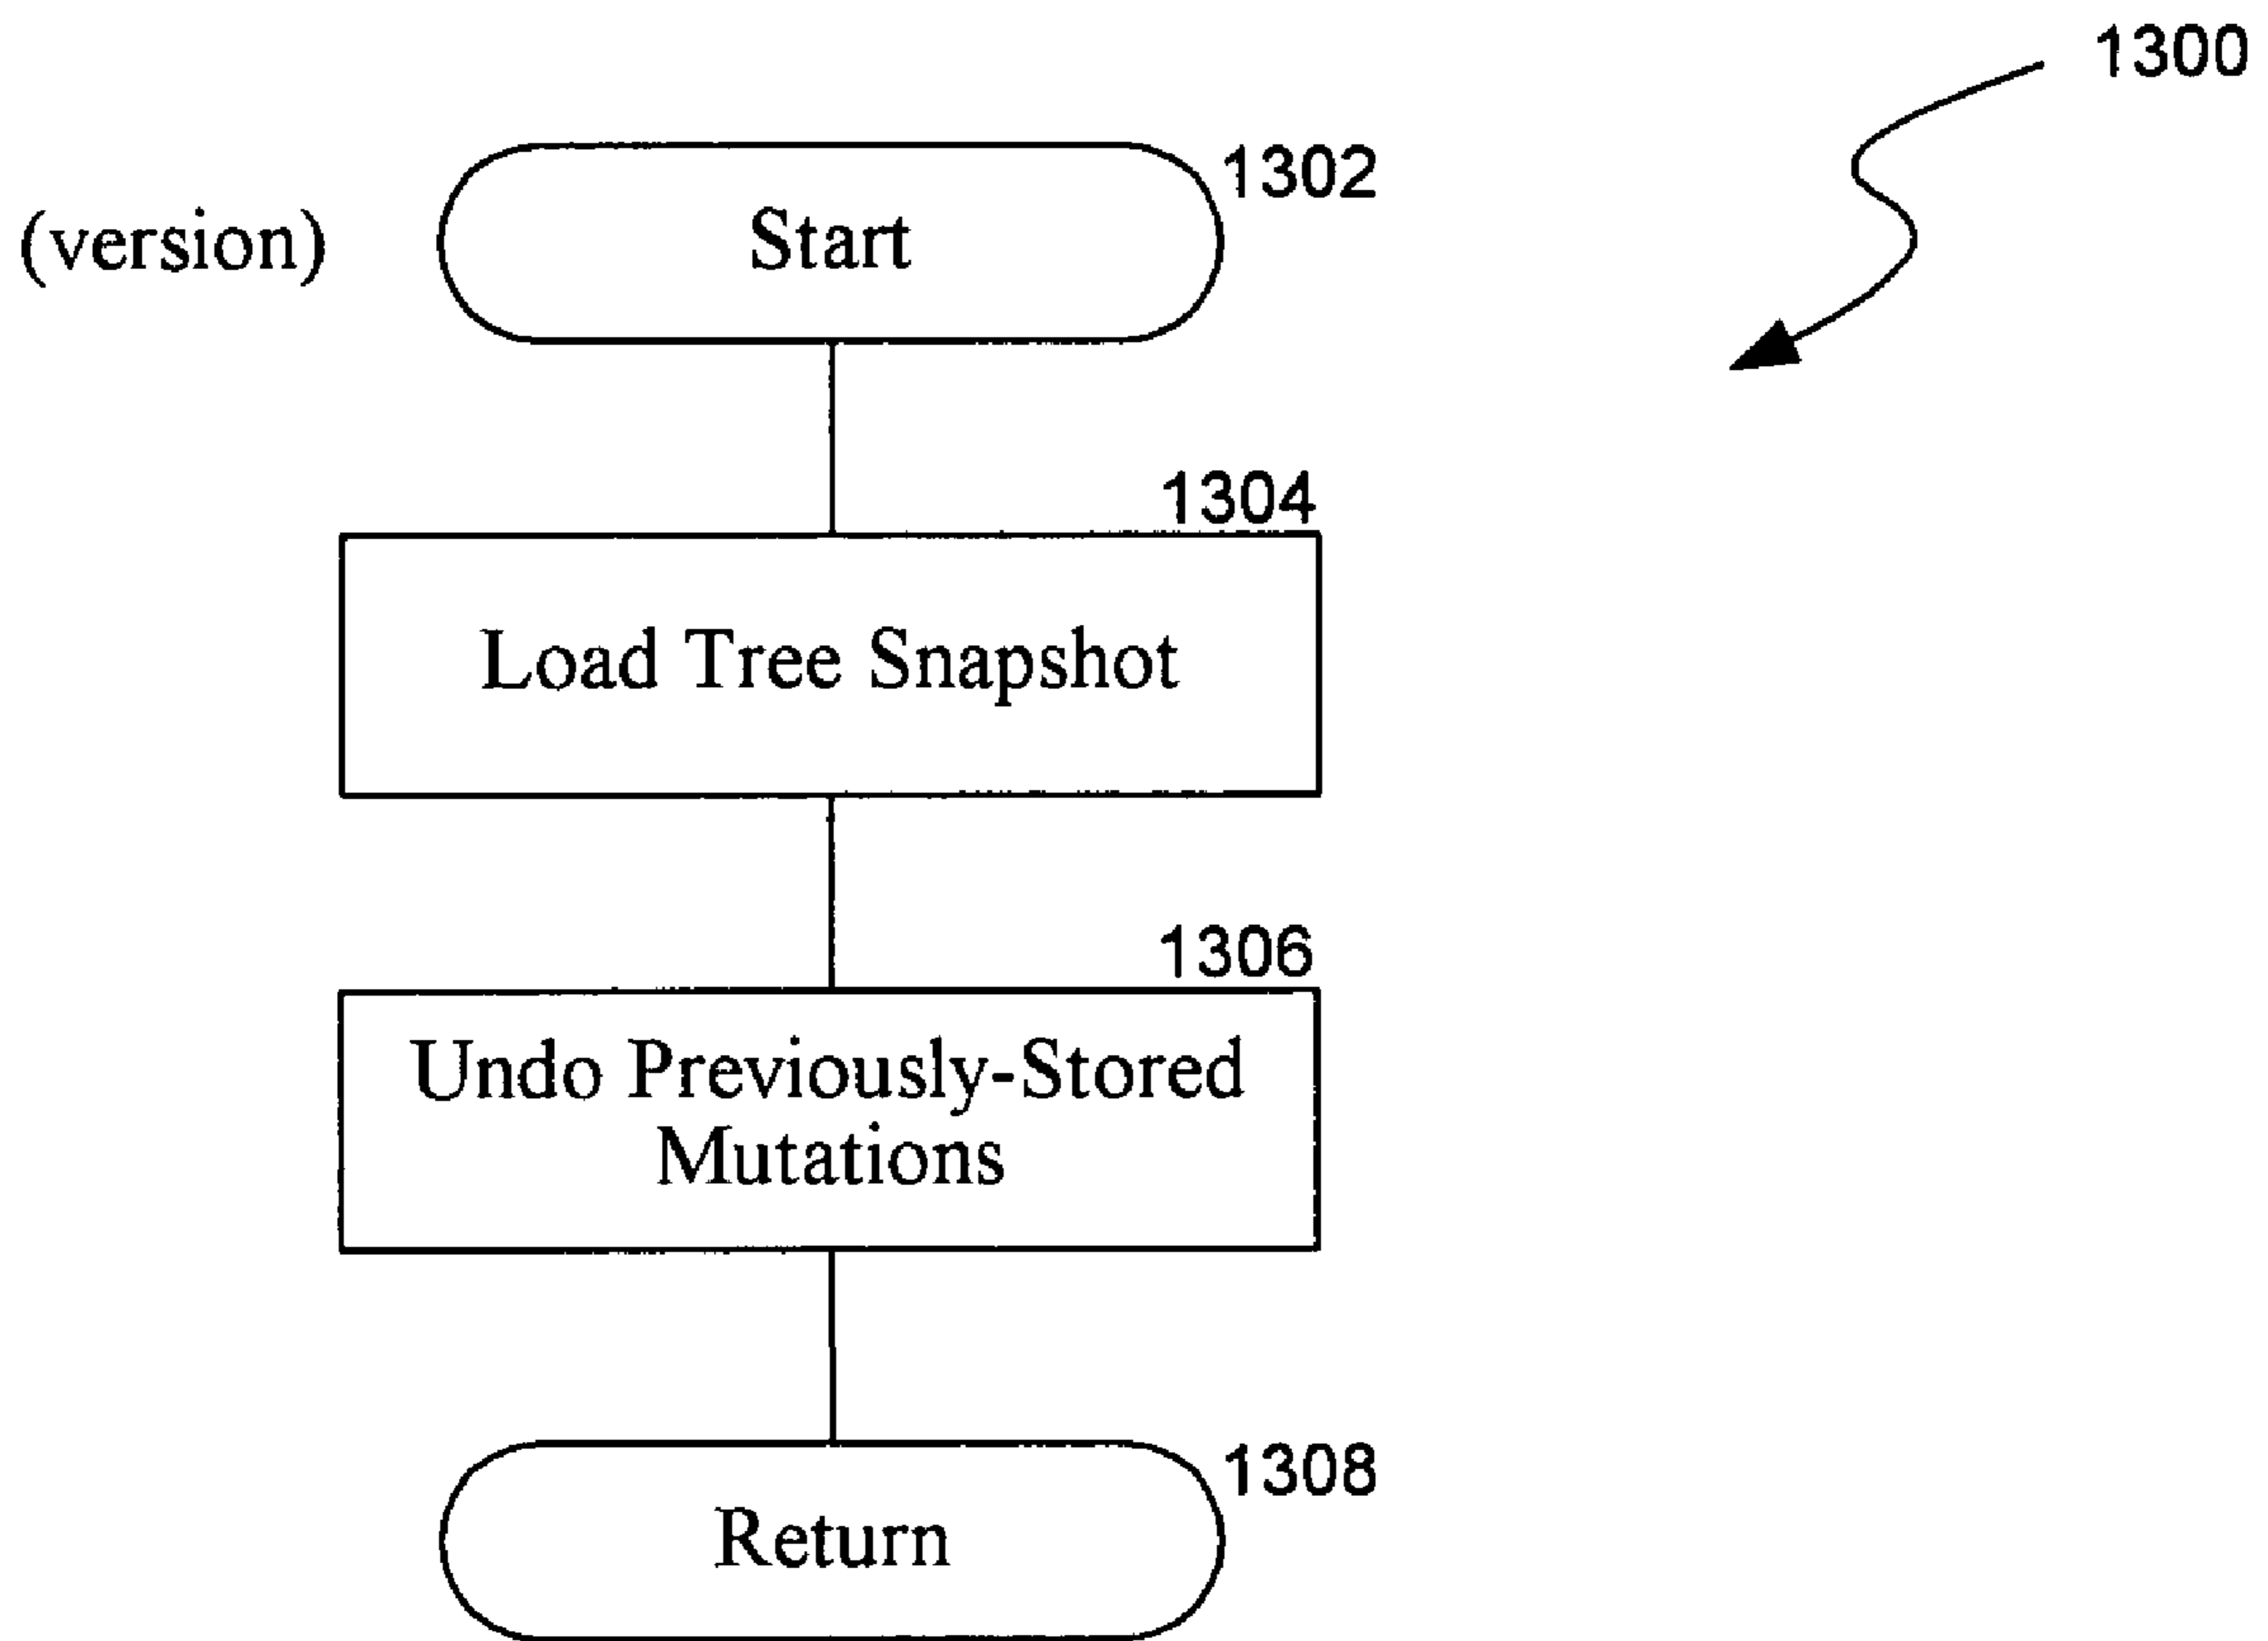 1300
1302
(version)
Start
1304
Load Tree Snapshot
1306
Undo Previously-Stored
Mutations
1308
Return